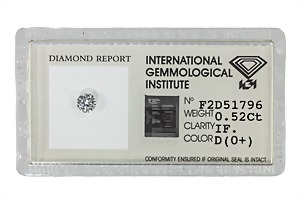 DIAMOND REPORT
INTERNATIONAL
GEMMOLOGICAL
INSTITUTE
N° F2D51796
WEIGHT 0.52Ct
CLARITY IF.
COLOR D(0+)
CONFORMITY ENSURED IF ORIGINAL SEAL IS INTACT.